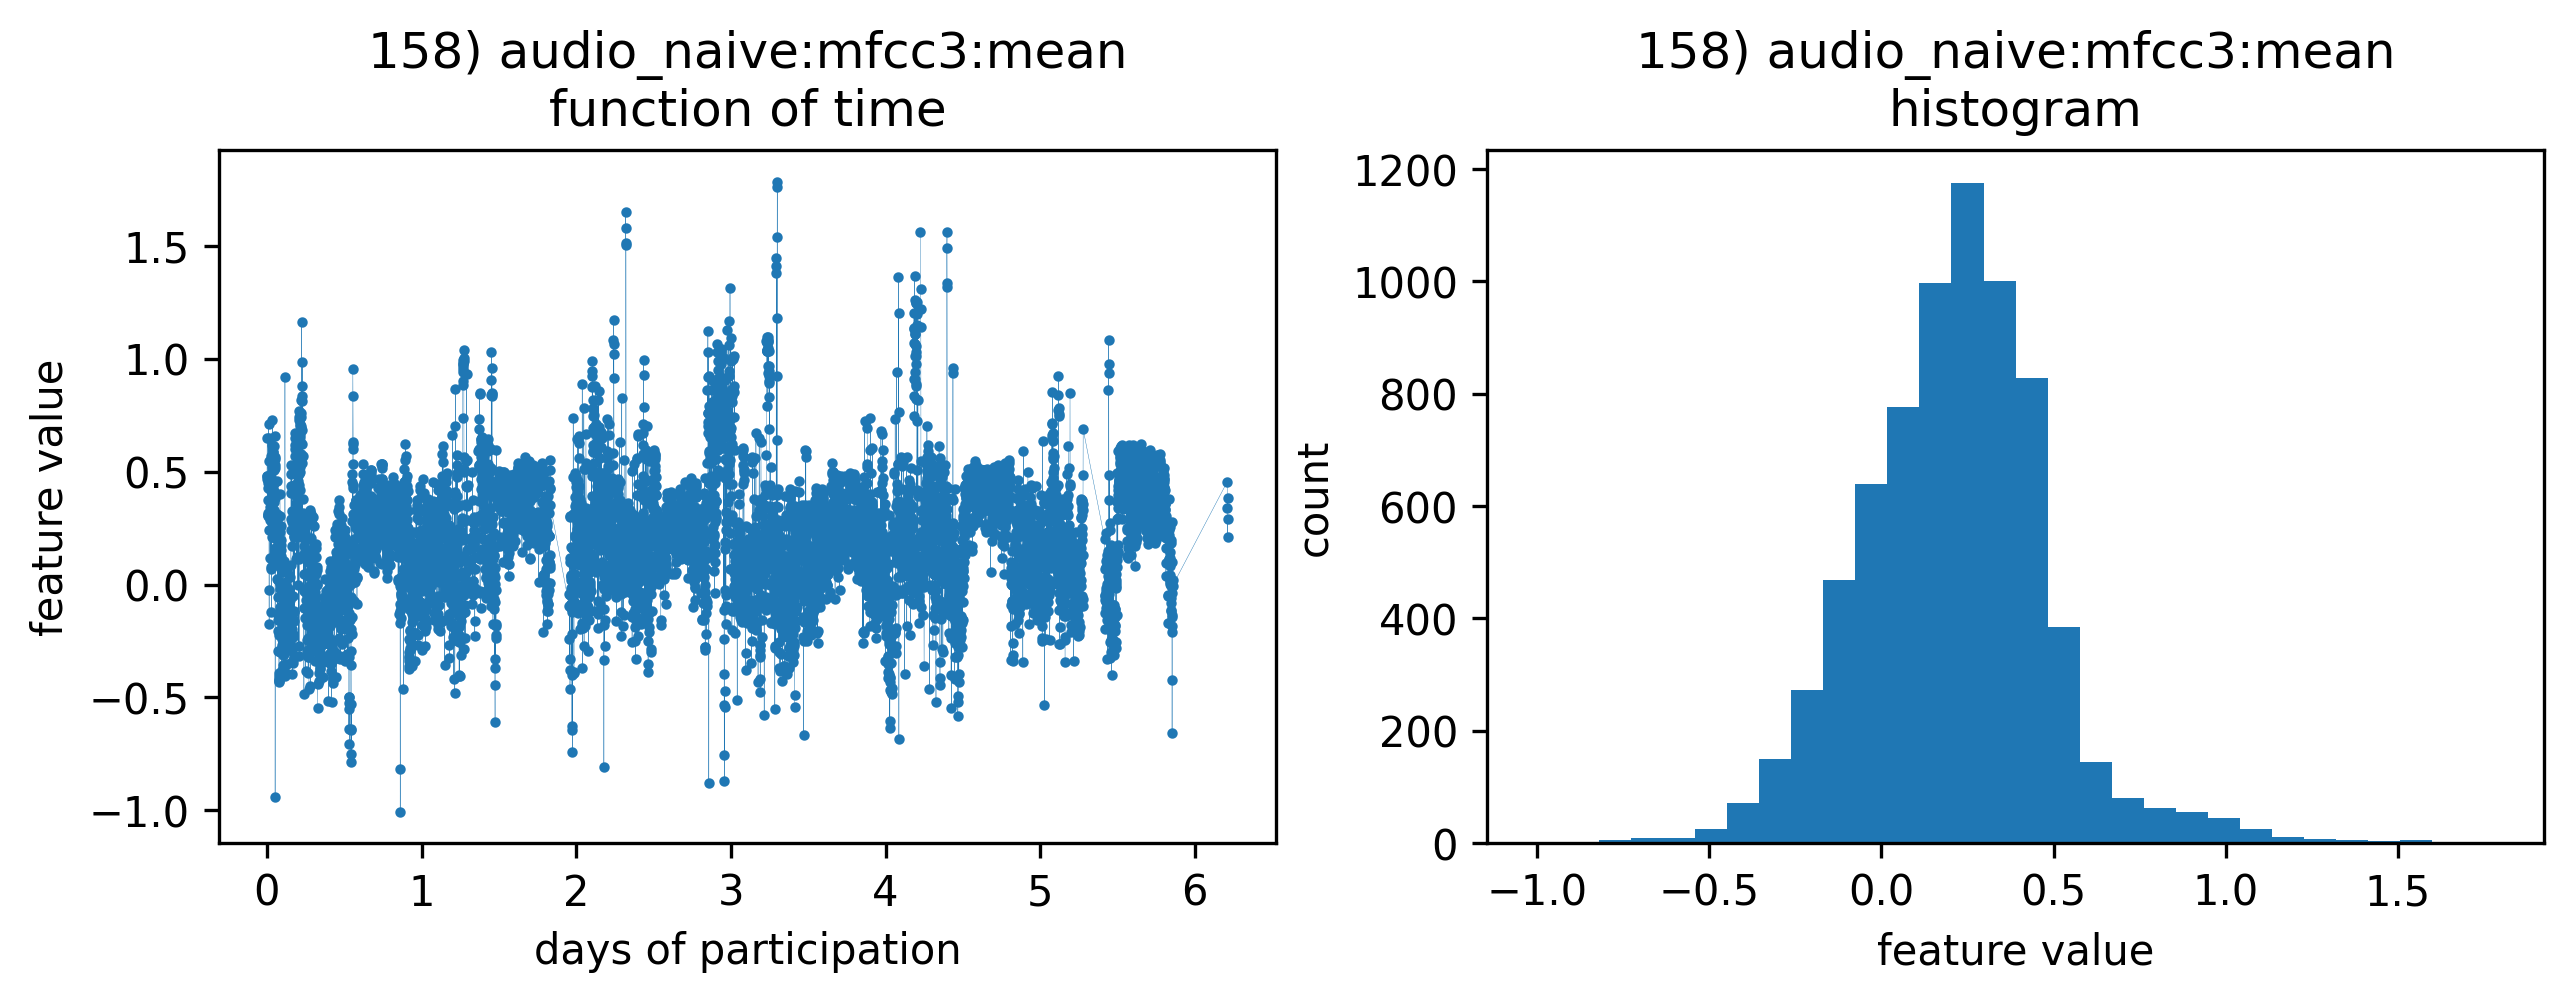 158) audio_naive:mfcc3:mean
function of time
feature value
1.5
1.0
0.5
0.0
−0.5
−1.0
0 1 2 3 4 5 6
days of participation
158) audio_naive:mfcc3:mean
histogram
count
1200
1000
800
600
400
200
0
−1.0 −0.5 0.0 0.5 1.0 1.5
feature value